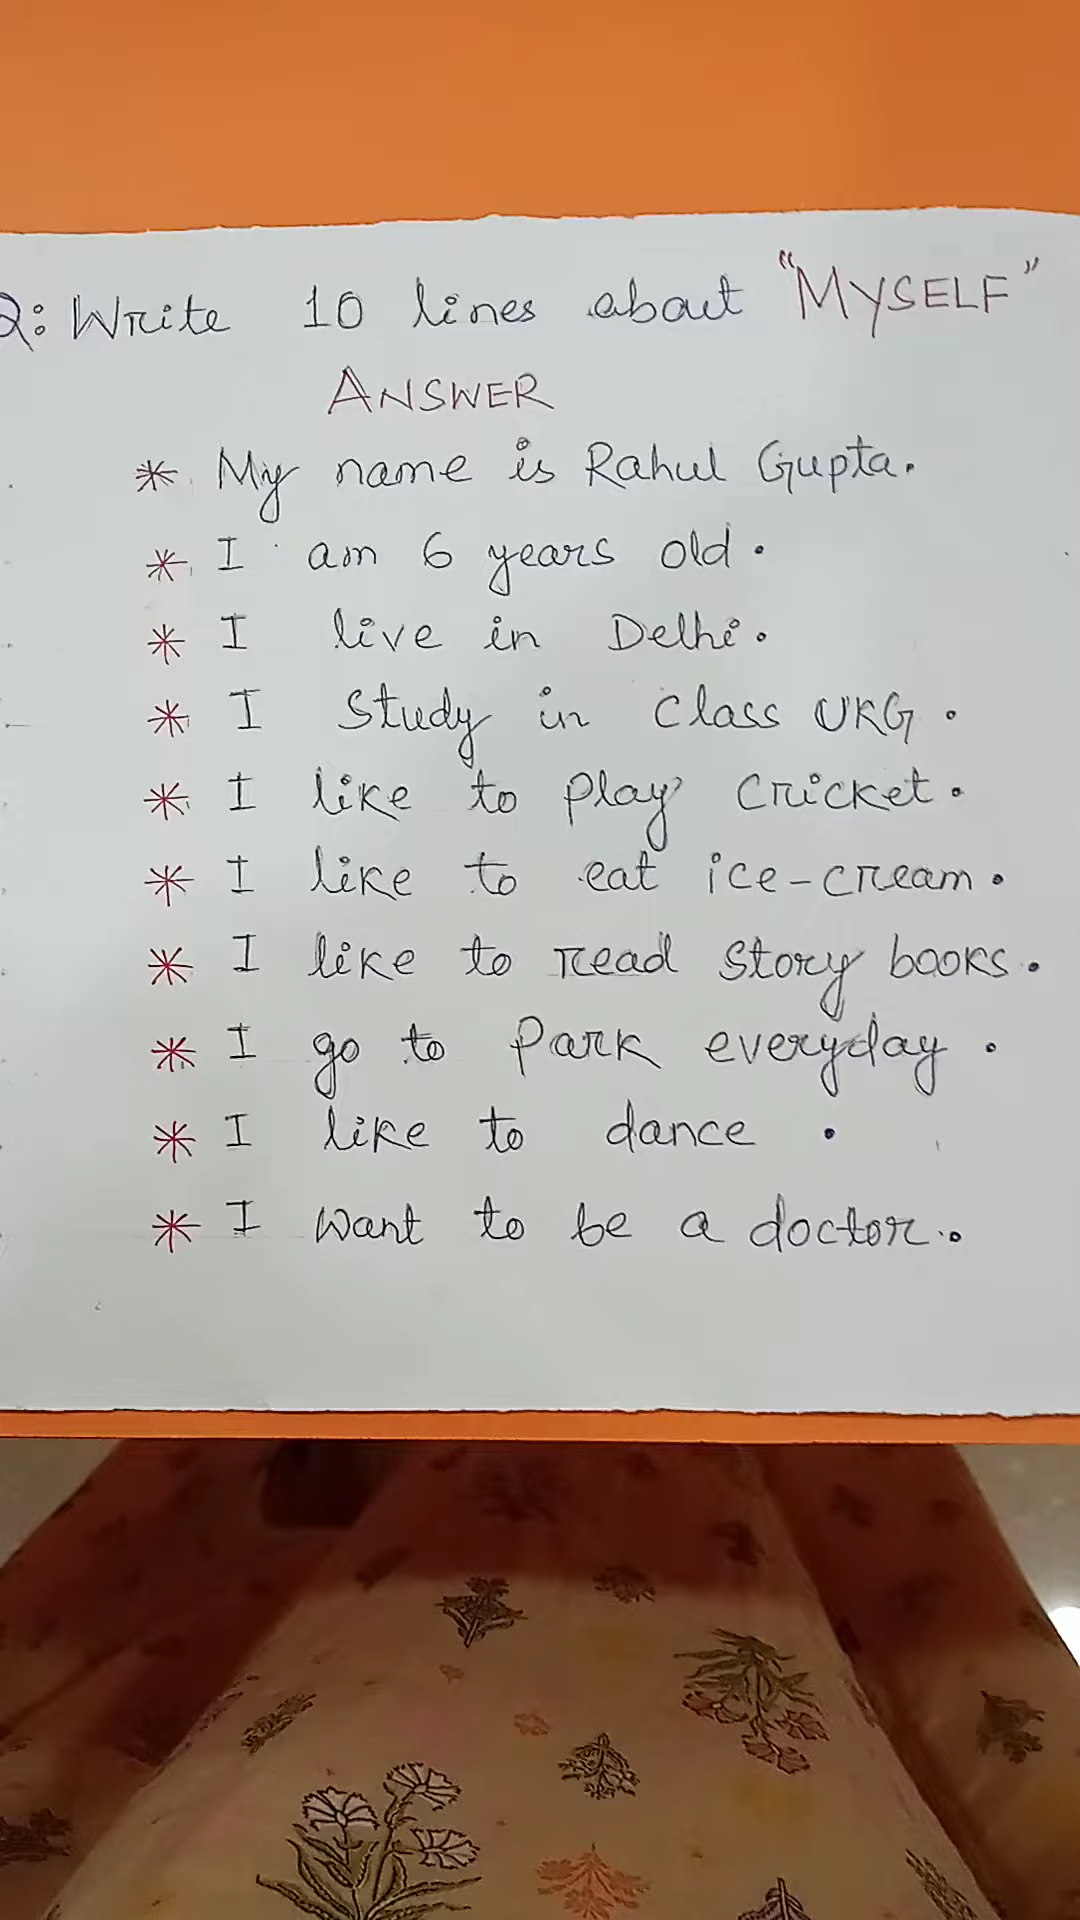 Q: Write 10 lines about "MYSELF"
ANSWER
* My name is Rahul Gupta.
* I am 6 years old.
* I live in Delhi.
* I Study in Class UKG.
* I like to play Cricket.
* I like to eat ice-cream.
* I like to read story books.
* I go to Park everyday.
* I like to dance.
* I want to be a doctor.